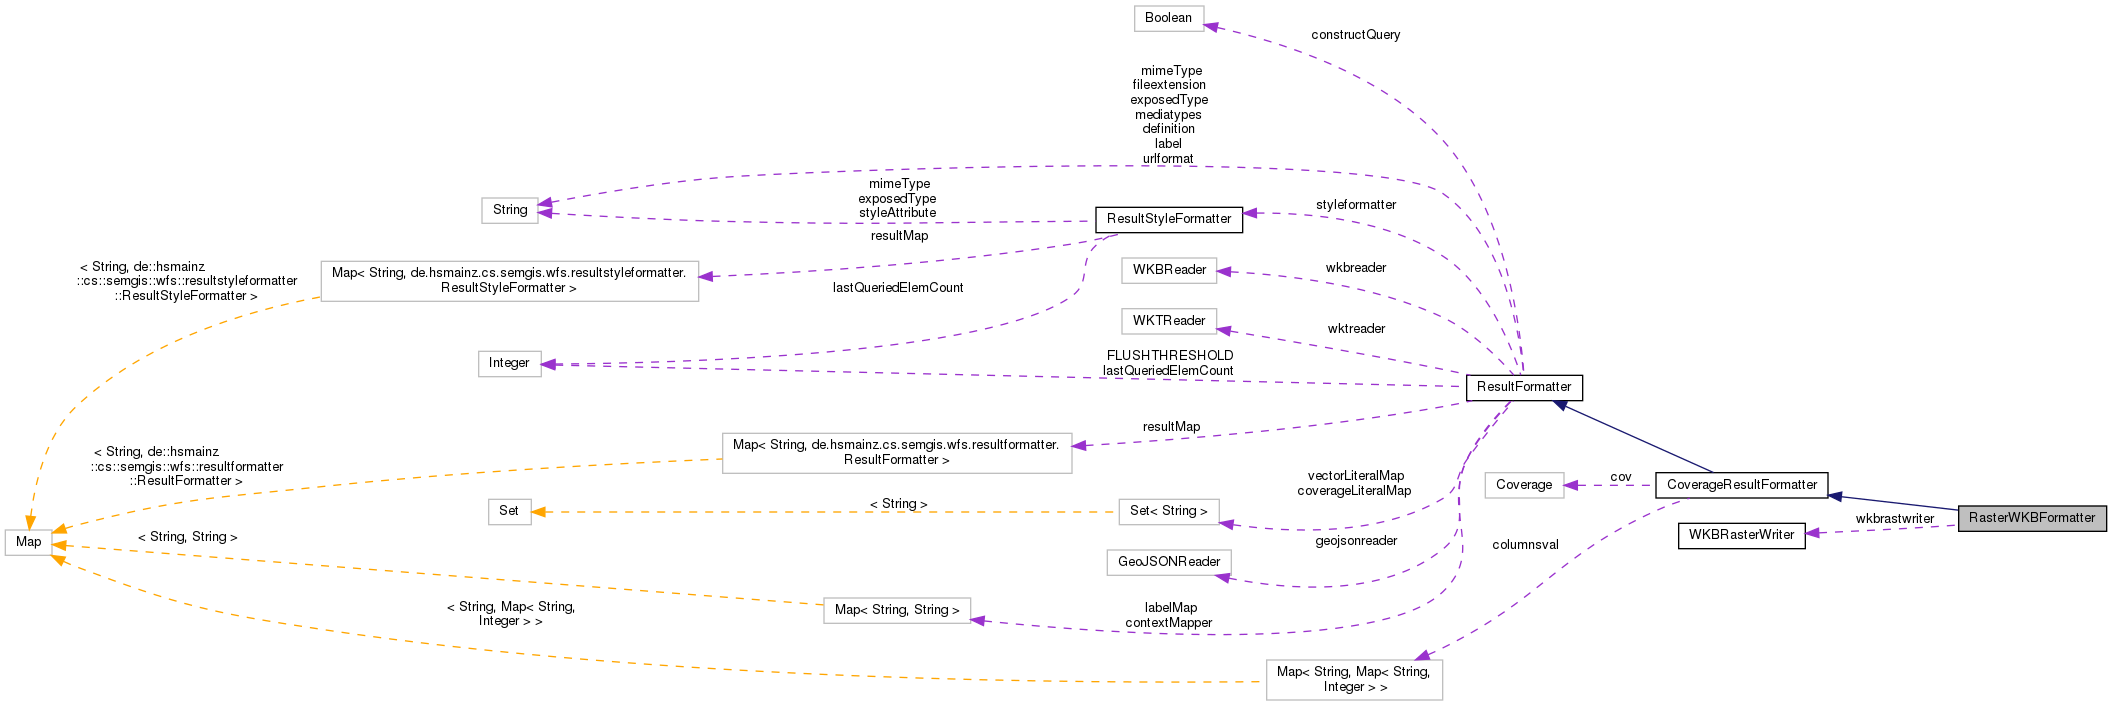 Boolean
constructQuery
mimeType
fileextension
exposedType
mediatypes
definition
label
urlformat
mimeType
exposedType
styleAttribute
String
ResultStyleFormatter
styleformatter
resultMap
< String, de::hsmainz
::cs::semgis::wfs::resultstyleformatter
::ResultStyleFormatter >
Map< String, de.hsmainz.cs.semgis.wfs.resultstyleformatter.
ResultStyleFormatter >
WKBReader
wkbreader
lastQueriedElemCount
WKTReader
wktreader
Integer
FLUSHTHRESHOLD
lastQueriedElemCount
ResultFormatter
resultMap
Map< String, de.hsmainz.cs.semgis.wfs.resultformatter.
ResultFormatter >
< String, de::hsmainz
::cs::semgis::wfs::resultformatter
::ResultFormatter >
vectorLiteralMap
coverageLiteralMap
Coverage
cov
CoverageResultFormatter
Set
< String >
Set< String >
RasterWKBFormatter
wkbrastwriter
WKBRasterWriter
Map
< String, String >
geojsonreader
GeoJSONReader
columnsval
< String, Map< String,
Integer > >
Map< String, String >
labelMap
contextMapper
Map< String, Map< String,
Integer > >